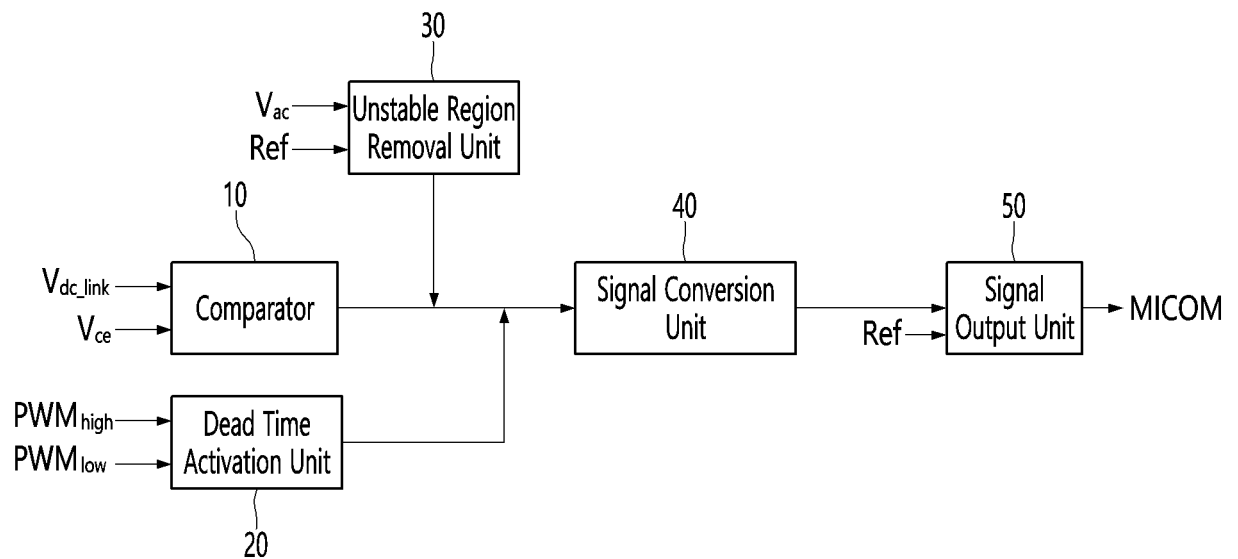 30
Vac
Ref
Unstable Region
Removal Unit
10
40
50
Vdc_link
Vce
Comparator
Signal Conversion
Unit
Ref
Signal
Output Unit
MICOM
PWMhigh
PWMlow
Dead Time
Activation Unit
20